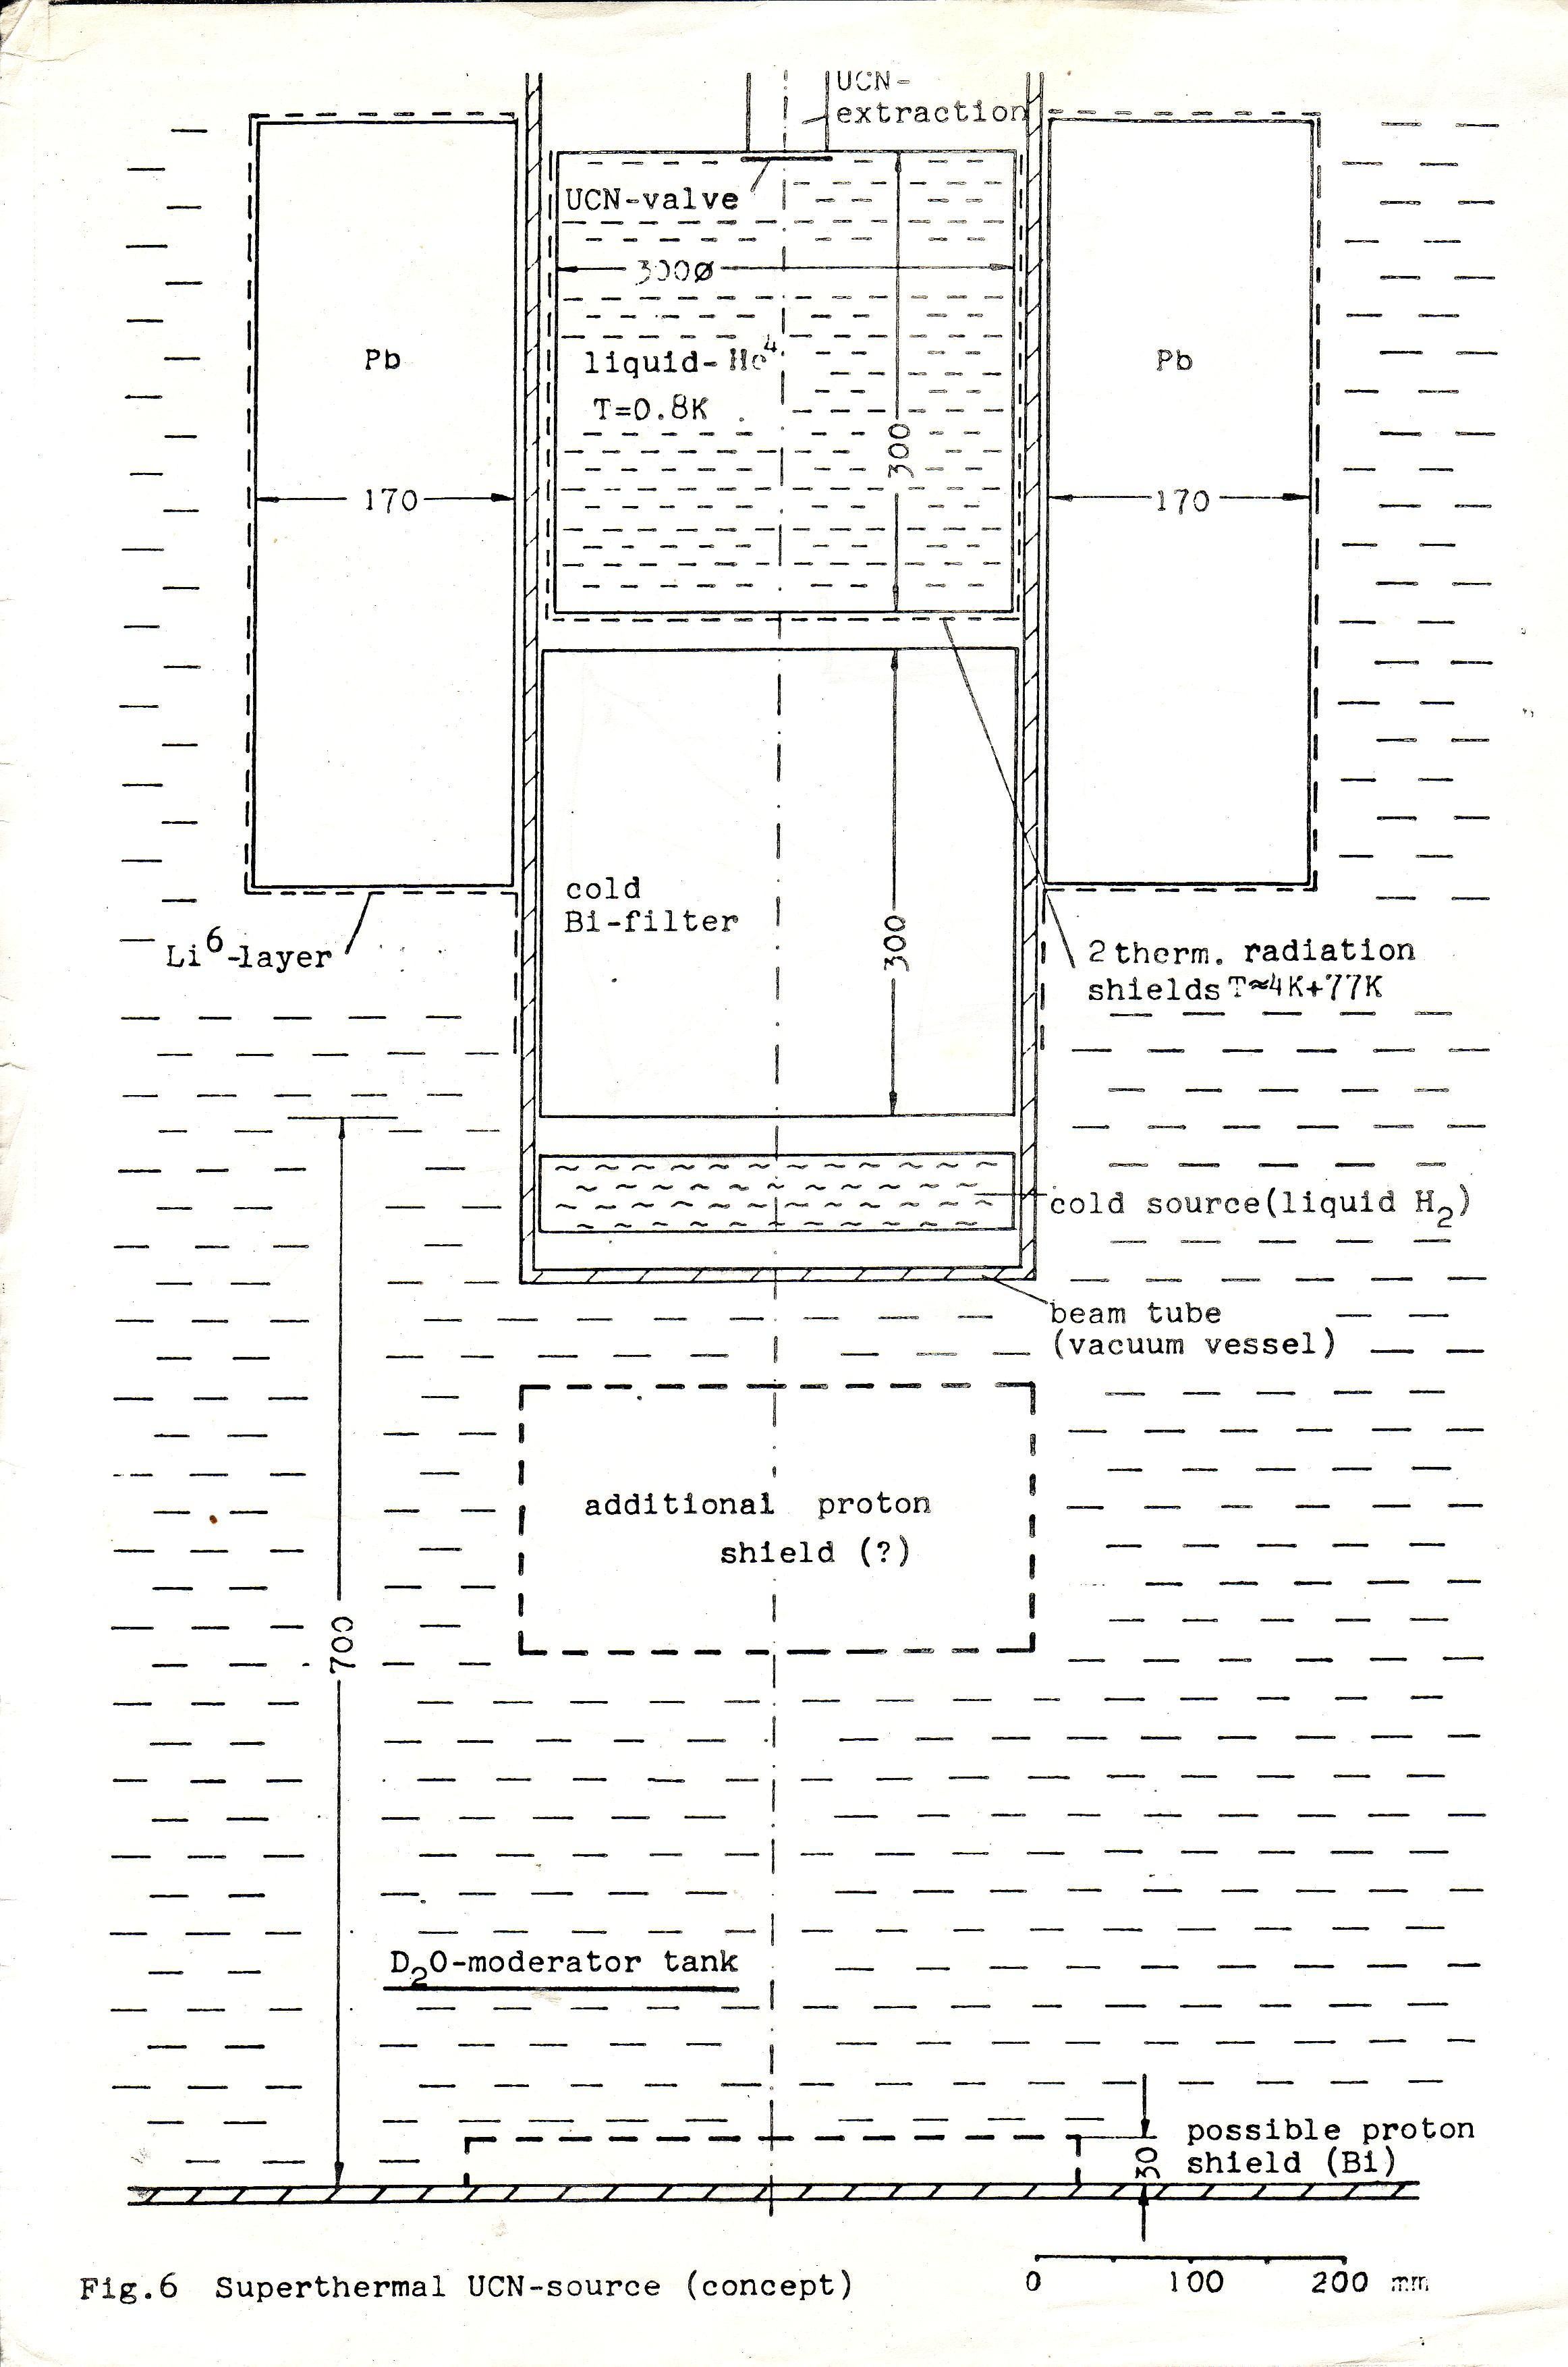 UCN-
extraction
UCN-valve
300ø
Pb
liquid-He⁴
T=0.8K
Pb
300
170
170
cold
Bi-filter
300
Li⁶-layer
2 therm. radiation
shields T≈4K+77K
cold source(liquid H₂)
beam tube
(vacuum vessel)
additional proton
shield (?)
700
D₂O-moderator tank
possible proton
shield (Bi)
30
Fig.6 Superthermal UCN-source (concept)
0 100 200 mm